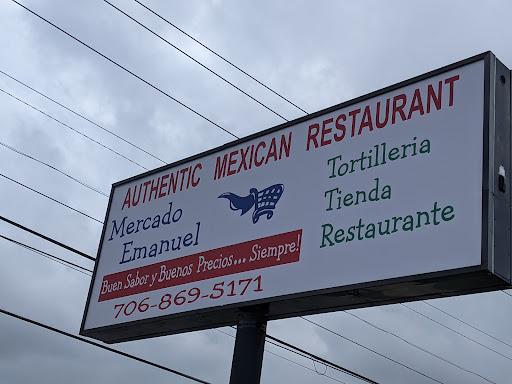 AUTHENTIC MEXICAN RESTAURANT
Mercado
Emanuel
Tortilleria
Tienda
Restaurante
Buen Sabor y Buenos Precios... Siempre!
706-869-5171